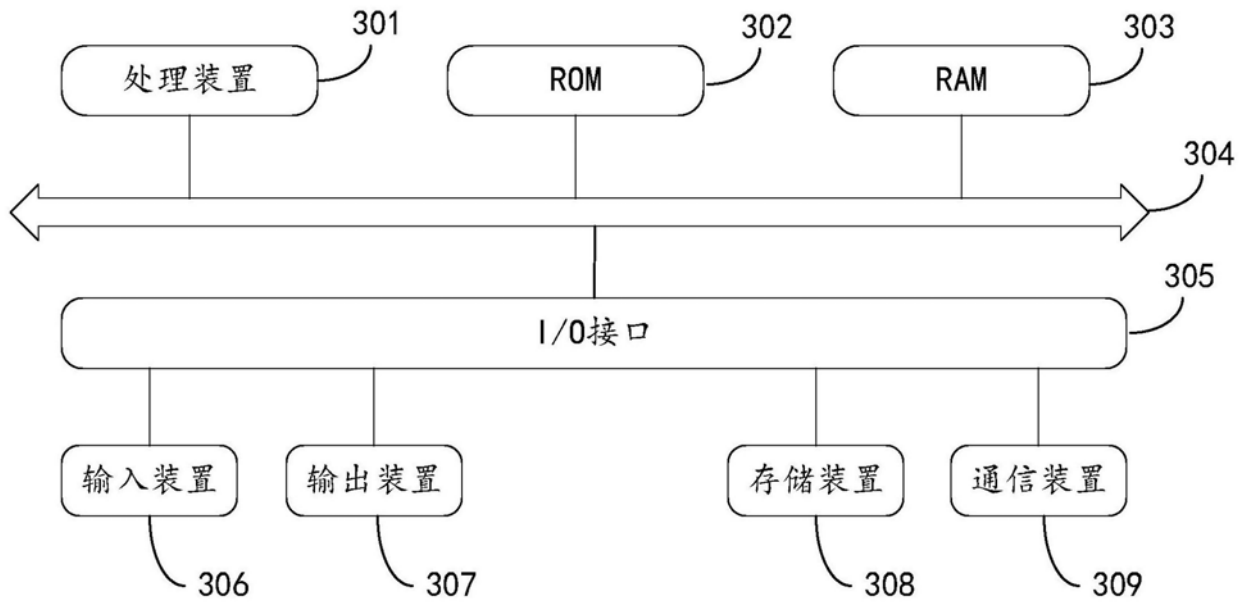 301
302
303
处理装置
ROM
RAM
304
305
I/O接口
输入装置
输出装置
存储装置
通信装置
306
307
308
309